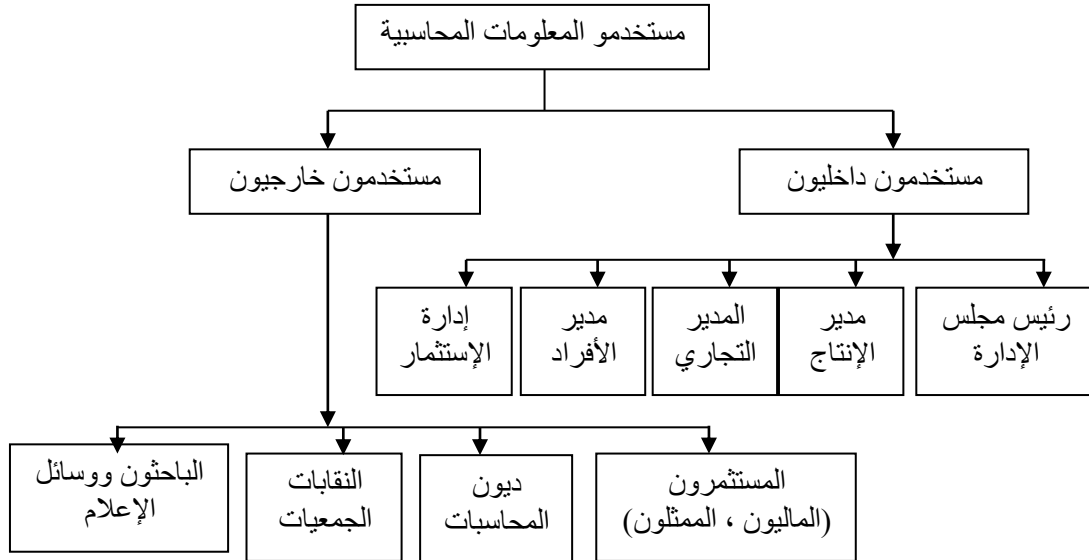 مستخدمو المعلومات المحاسبية
مستخدمون داخليون
مستخدمون خارجيون
رئيس مجلس
الإدارة
مدير
الإنتاج
المدير
التجاري
مدير
الأفراد
إدارة
الإستثمار
المستثمرون
(الماليون ، الممثلون)
ديون
المحاسبات
النقابات
الجمعيات
الباحثون ووسائل
الإعلام